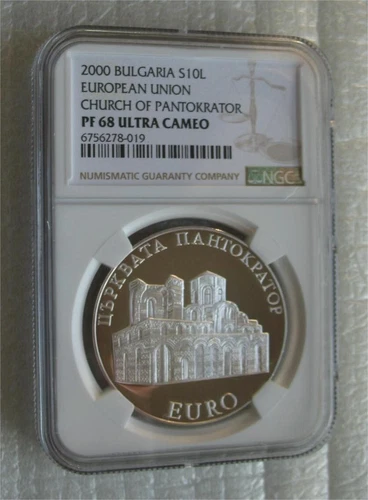 2000 BULGARIA S10L
EUROPEAN UNION
CHURCH OF PANTOKRATOR
PF 68 ULTRA CAMEO
6756278-019
NUMISMATIC GUARANTY COMPANY
NGC
ЦЪРКВАТА ПАНТОКРАТОР
EURO